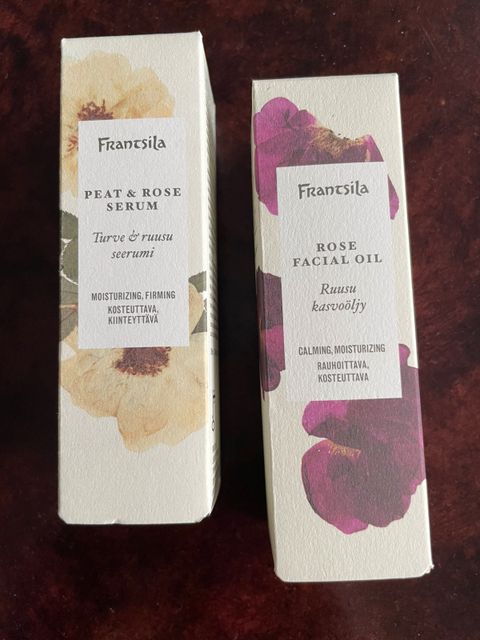 Frantsila
PEAT & ROSE
SERUM
Turve & ruusu
seerumi
MOISTURIZING, FIRMING
KOSTEUTTAVA,
KIINTEYTTÄVÄ
Frantsila
ROSE
FACIAL OIL
Ruusu
kasvoöljy
CALMING, MOISTURIZING
RAUHOITTAVA,
KOSTEUTTAVA